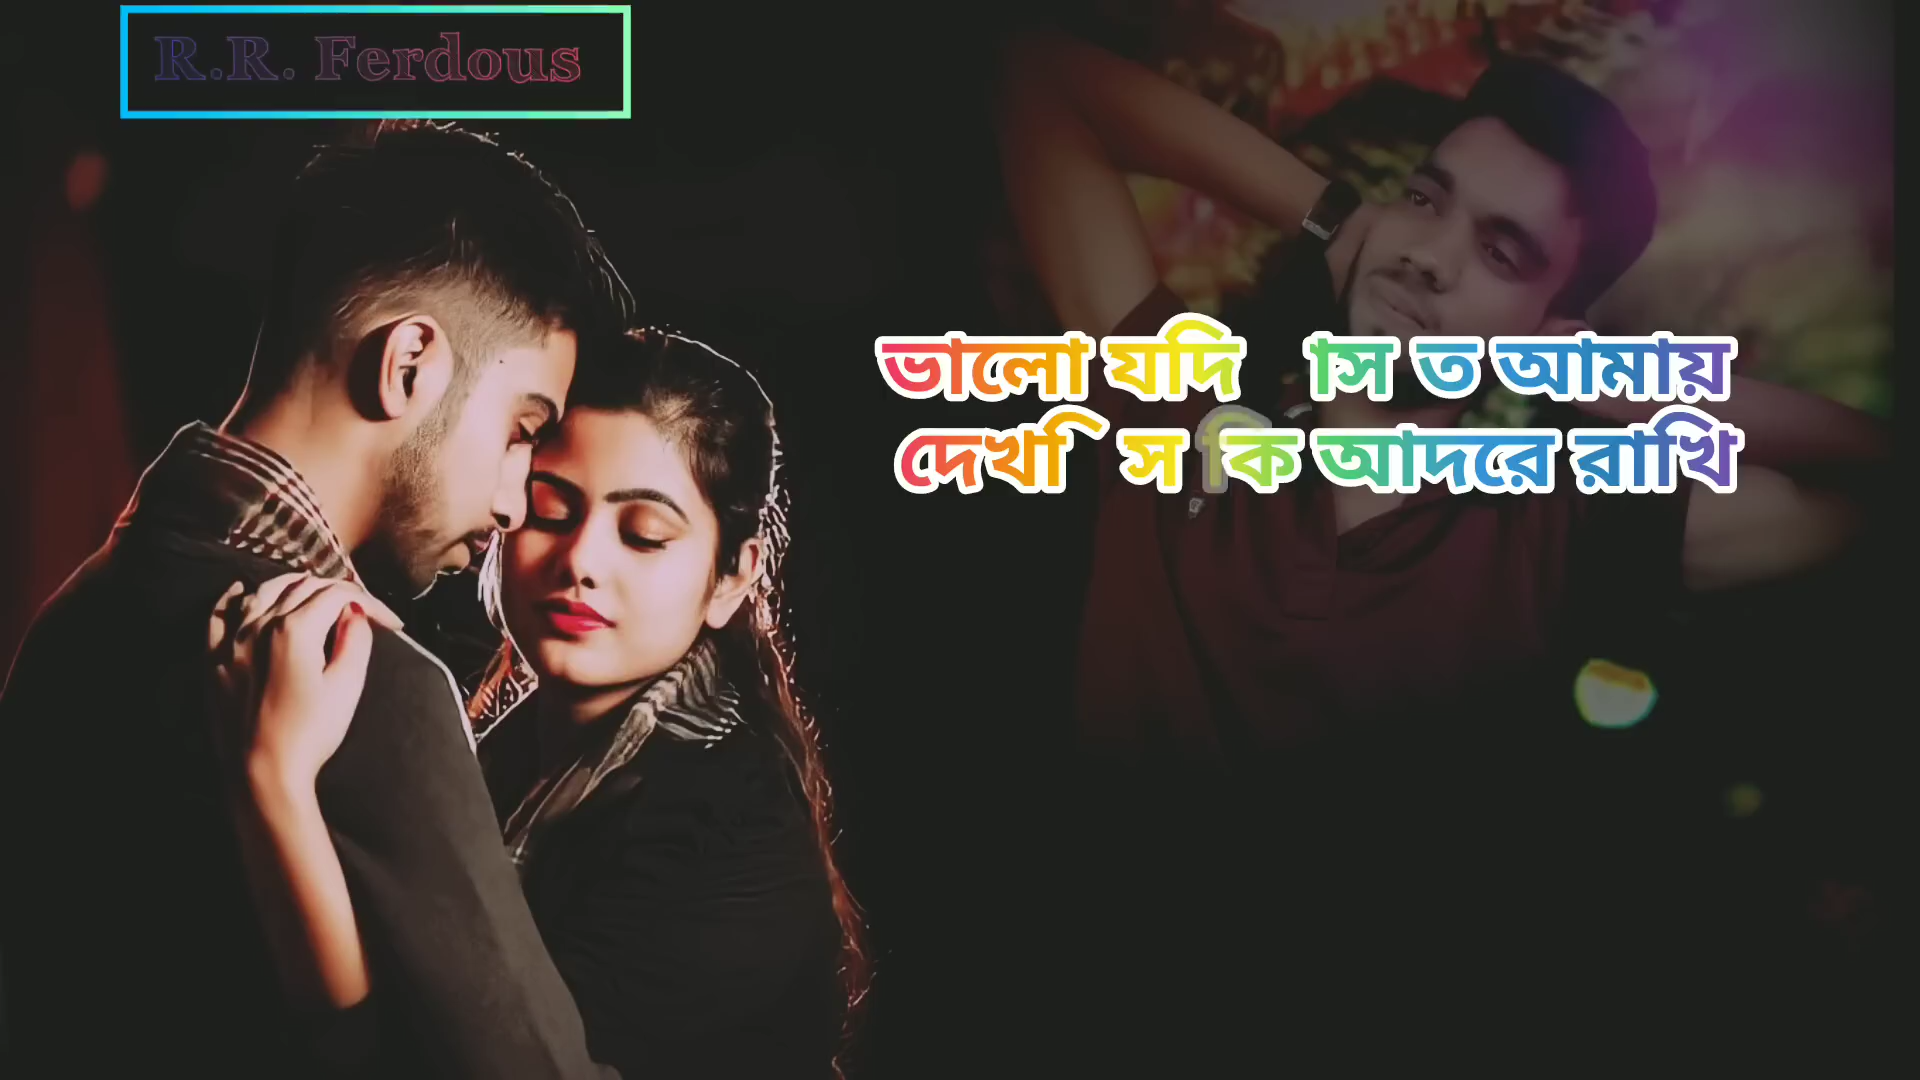 R.R. Ferdous
ভালো যদি াস ত আমায়
দেখি স কি আদরে রাখি